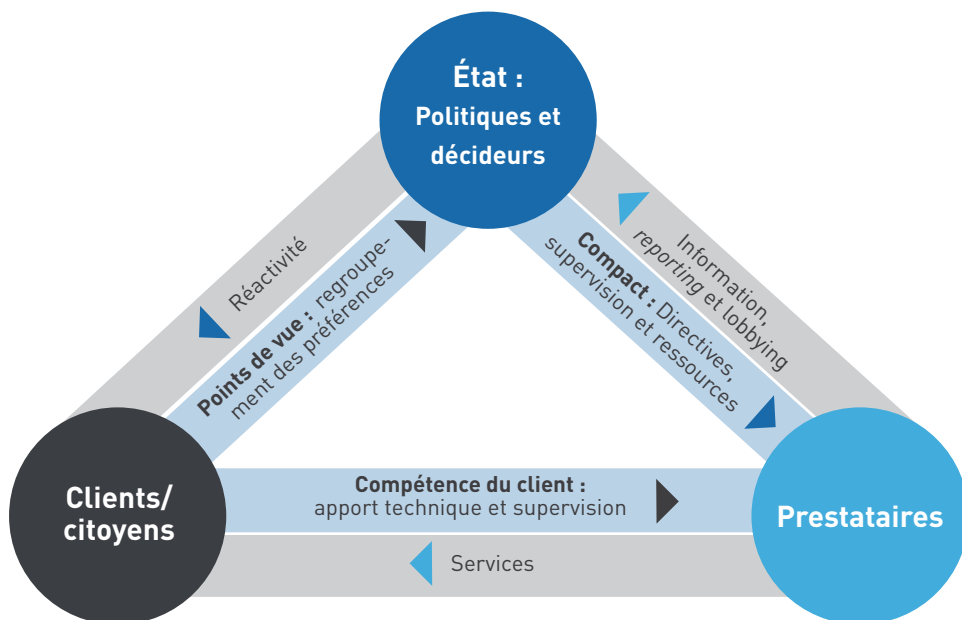 État :
Politiques et
décideurs
Réactivité
Points de vue : regroupe-
ment des préférences
Compact : Directives,
supervision et ressources
Information,
reporting et lobbying
Clients/
citoyens
Compétence du client :
apport technique et supervision
Services
Prestataires